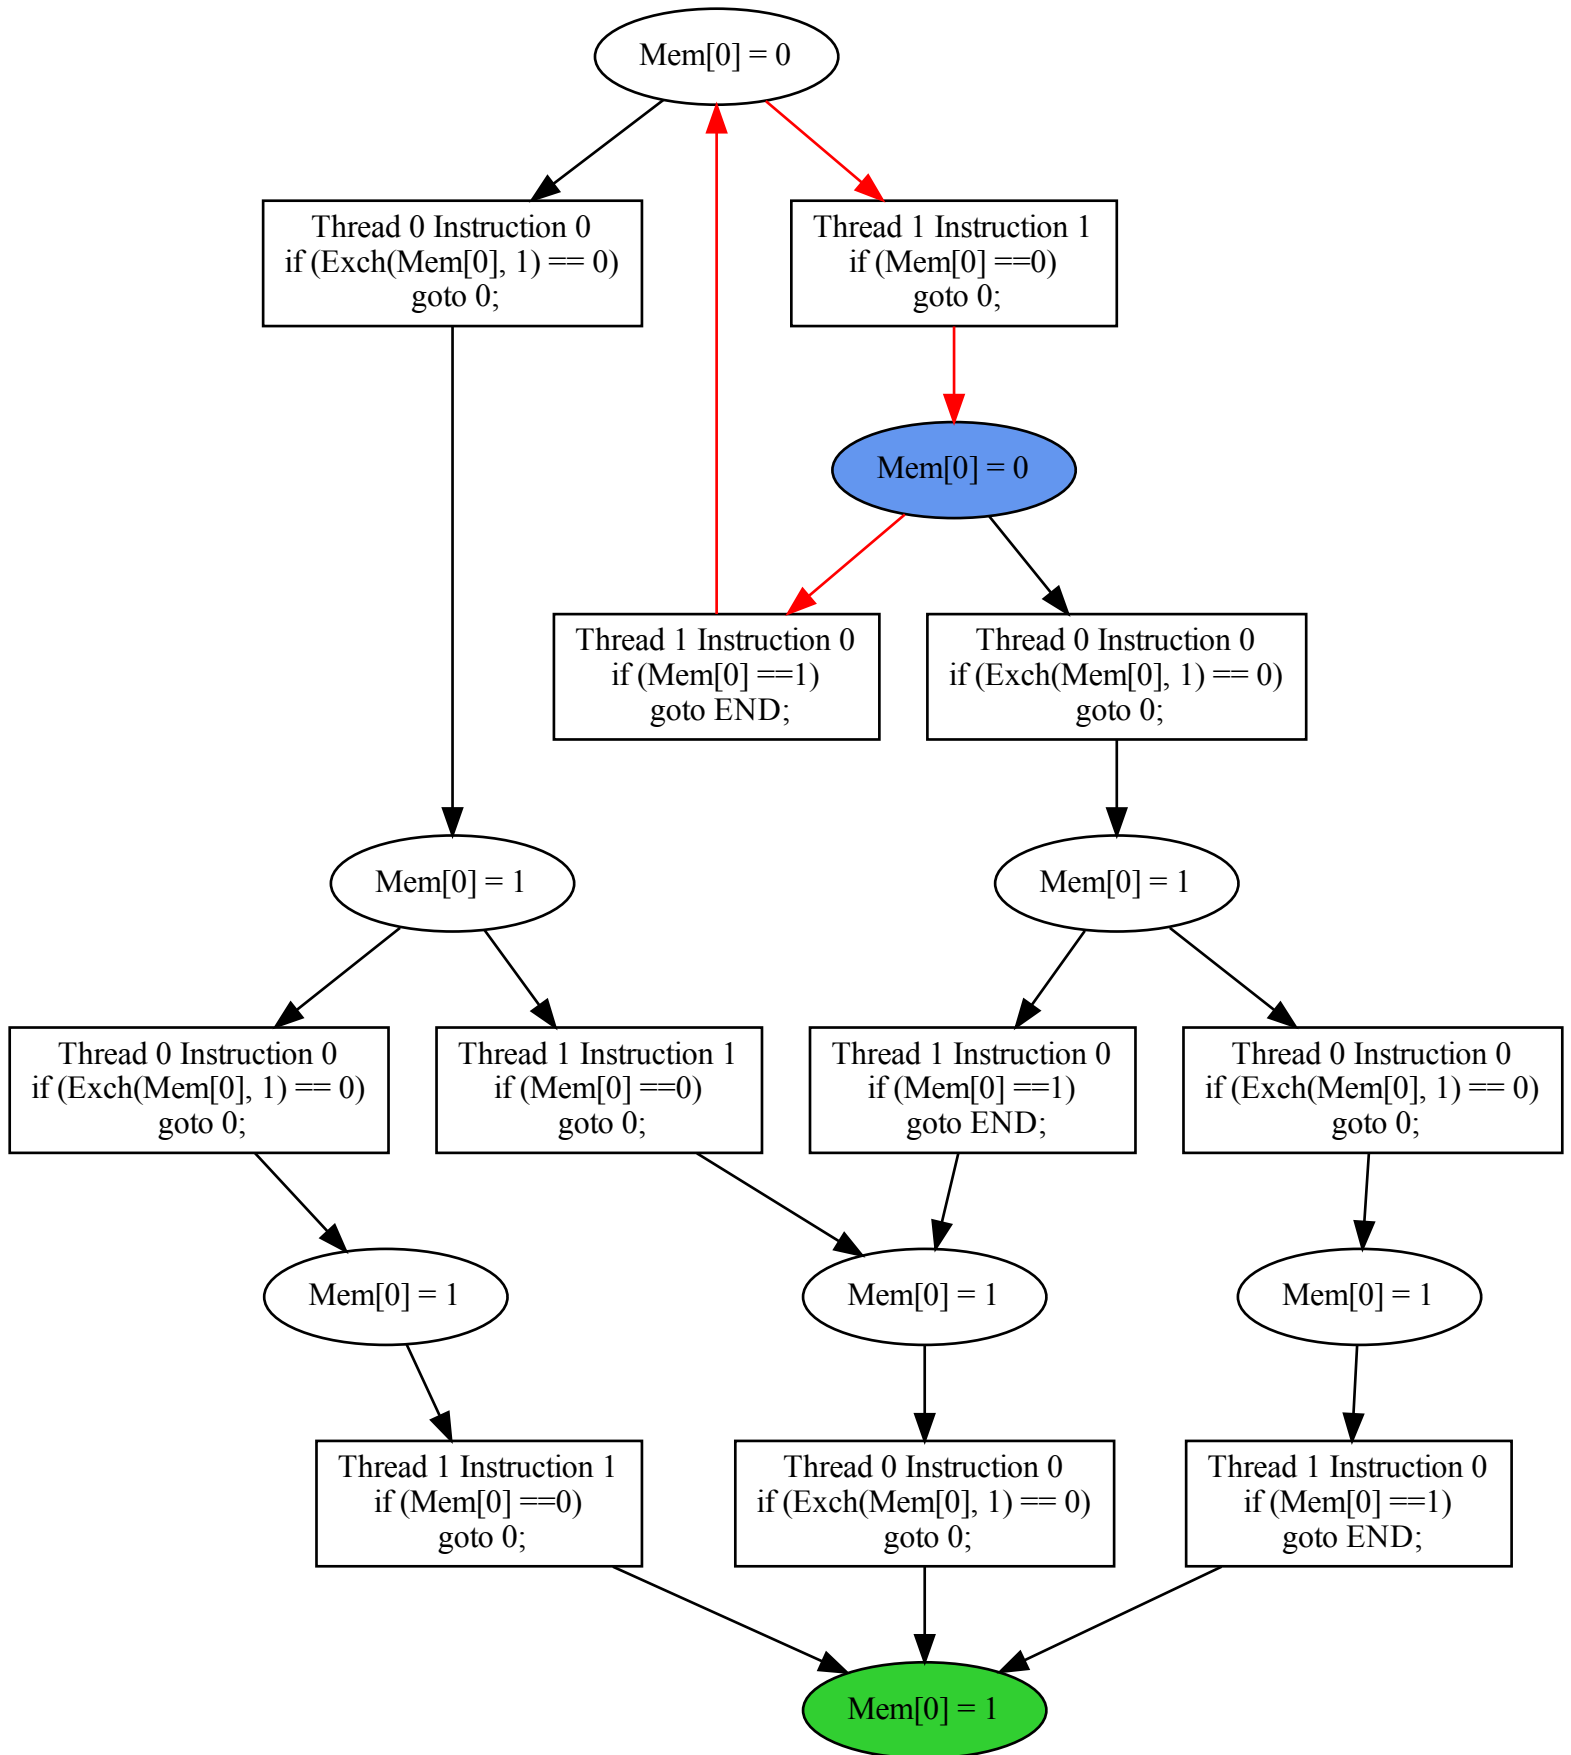 Mem[0] = 0
Thread 0 Instruction 0
if (Exch(Mem[0], 1) == 0)
goto 0;
Thread 1 Instruction 1
if (Mem[0] ==0)
goto 0;
Mem[0] = 0
Thread 1 Instruction 0
if (Mem[0] ==1)
goto END;
Thread 0 Instruction 0
if (Exch(Mem[0], 1) == 0)
goto 0;
Mem[0] = 1
Mem[0] = 1
Thread 0 Instruction 0
if (Exch(Mem[0], 1) == 0)
goto 0;
Thread 1 Instruction 1
if (Mem[0] ==0)
goto 0;
Thread 1 Instruction 0
if (Mem[0] ==1)
goto END;
Thread 0 Instruction 0
if (Exch(Mem[0], 1) == 0)
goto 0;
Mem[0] = 1
Mem[0] = 1
Mem[0] = 1
Thread 1 Instruction 1
if (Mem[0] ==0)
goto 0;
Thread 0 Instruction 0
if (Exch(Mem[0], 1) == 0)
goto 0;
Thread 1 Instruction 0
if (Mem[0] ==1)
goto END;
Mem[0] = 1